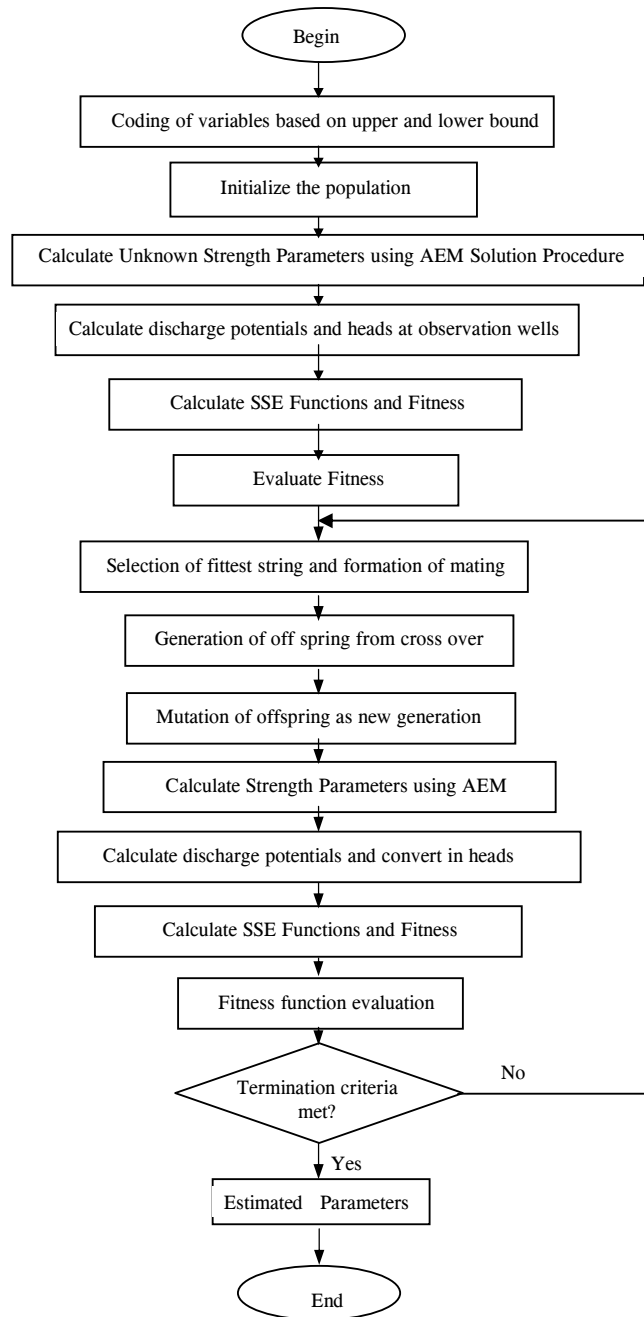 Begin
Coding of variables based on upper and lower bound
Initialize the population
Calculate Unknown Strength Parameters using AEM Solution Procedure
Calculate discharge potentials and heads at observation wells
Calculate SSE Functions and Fitness
Evaluate Fitness
Selection of fittest string and formation of mating
Generation of off spring from cross over
Mutation of offspring as new generation
Calculate Strength Parameters using AEM
Calculate discharge potentials and convert in heads
Calculate SSE Functions and Fitness
Fitness function evaluation
Termination criteria
met?
No
Yes
Estimated Parameters
End